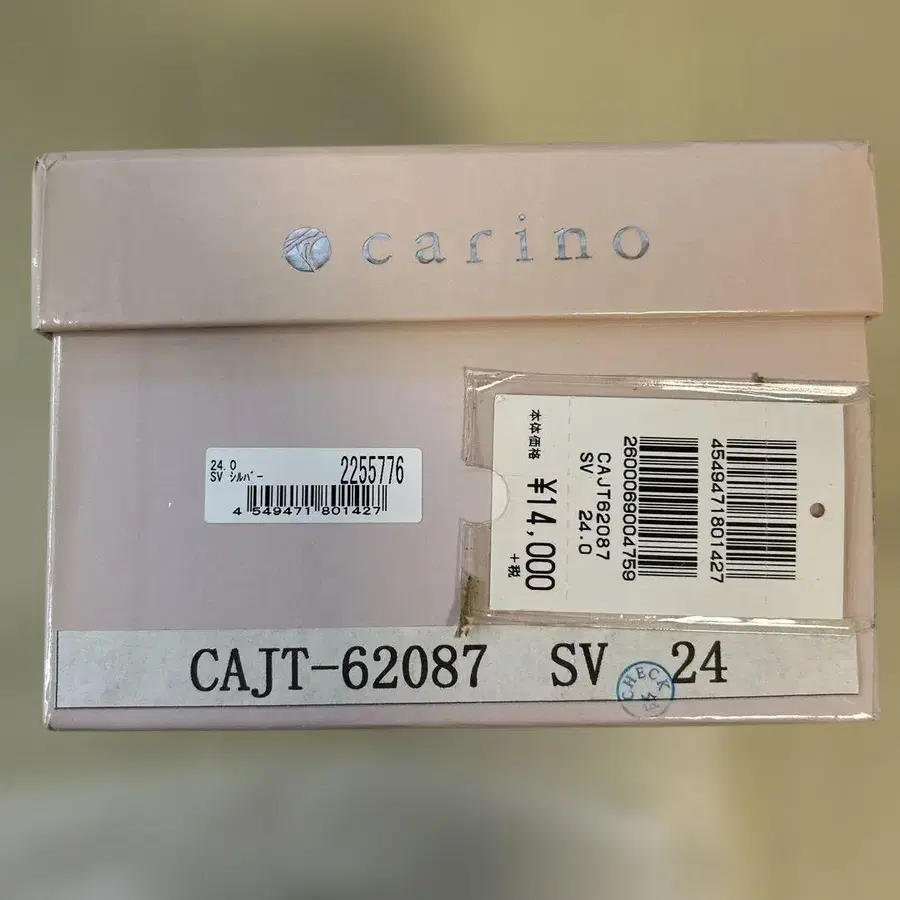 carino
24.0
SV シルバー
2255776
4 549471 801427
本体価格
¥14,000
+税
CAJT62087
SV 24.0
2600069004759
4549471801427
CAJT-62087 SV 24
CHECK